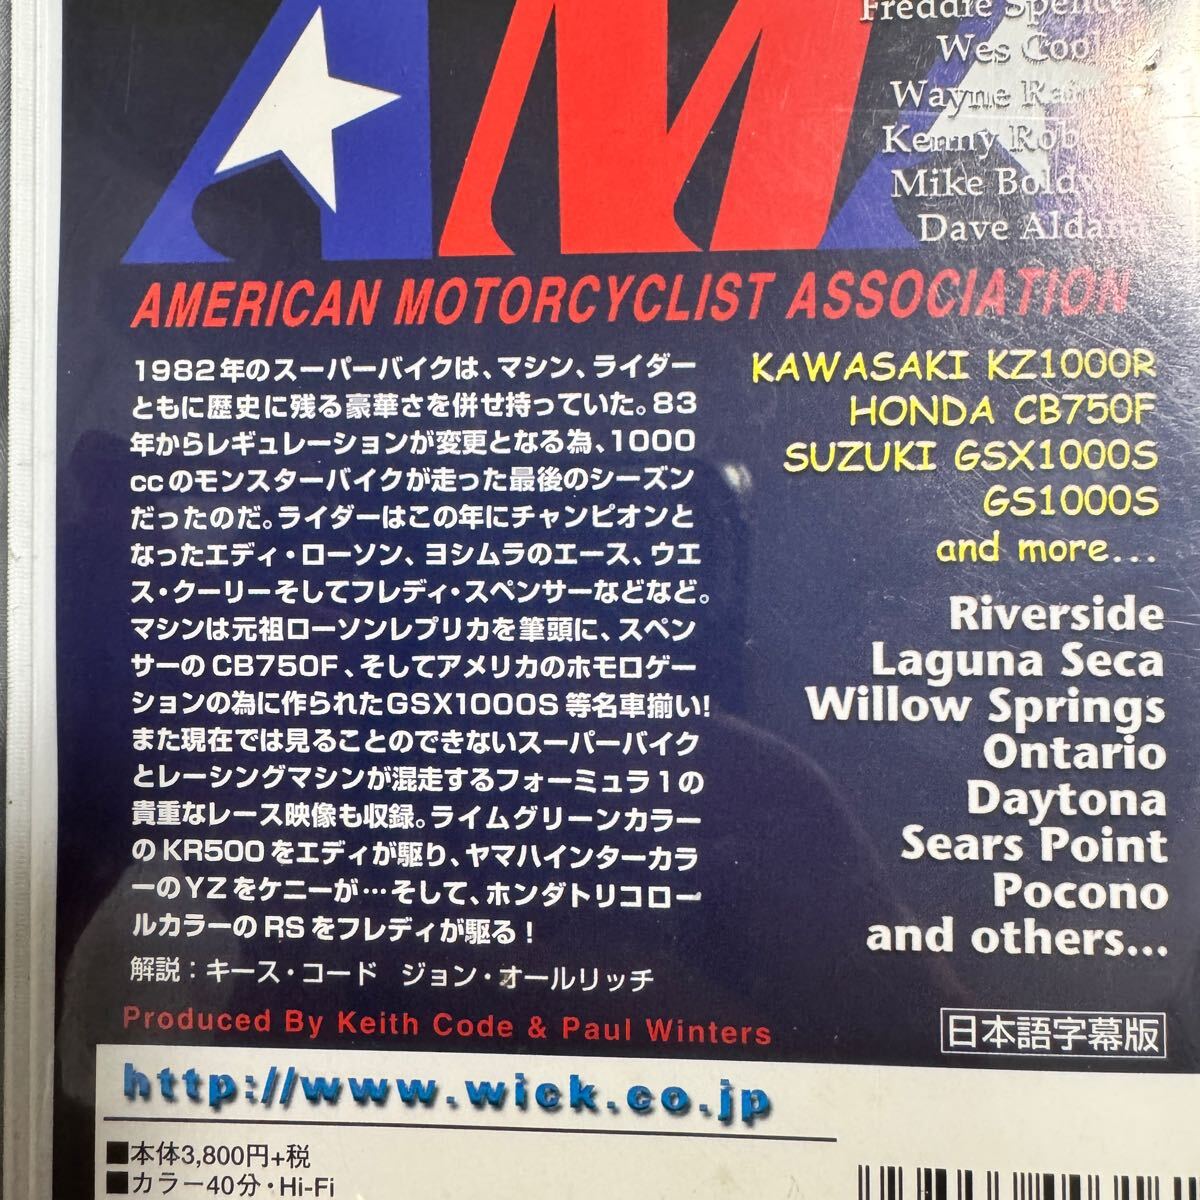 AMA
Freddie
Wes
Wayne
Kenny
Mike
Dave Aldana
AMERICAN MOTORCYCLIST ASSOCIATION
1982年のスーパーバイクは、マシン、ライダー
ともに歴史に残る豪華さを併せ持っていた。83
年からレギュレーションが変更となる為、1000
ccのモンスターバイクが走った最後のシーズン
だったのだ。ライダーはこの年にチャンピオンと
なったエディ・ローソン、ヨシムラのエース、ウエ
ス・クーリーそしてフレディ・スペンサーなどなど。
マシンは元祖ローソンレプリカを筆頭に、スペン
サーのCB750F、そしてアメリカのホモロゲー
ションの為に作られたGSX1000S等名車揃い!
また現在では見ることのできないスーパーバイク
とレーシングマシンが混走するフォーミュラ1の
貴重なレース映像も収録。ライムグリーンカラー
のKR500をエディが駆り、ヤマハインターカラ
ーのYZをケニーが…そして、ホンダトリコロー
ルカラーのRSをフレディが駆る!
解説：キース・コード ジョン・オールリッチ
Produced By Keith Code & Paul Winters
KAWASAKI KZ1000R
HONDA CB750F
SUZUKI GSX1000S
GS1000S
and more...
Riverside
Laguna Seca
Willow Springs
Ontario
Daytona
Sears Point
Pocono
and others...
日本語字幕版
http://www.wick.co.jp
■本体3,800円+税
■カラー40分・Hi-Fi